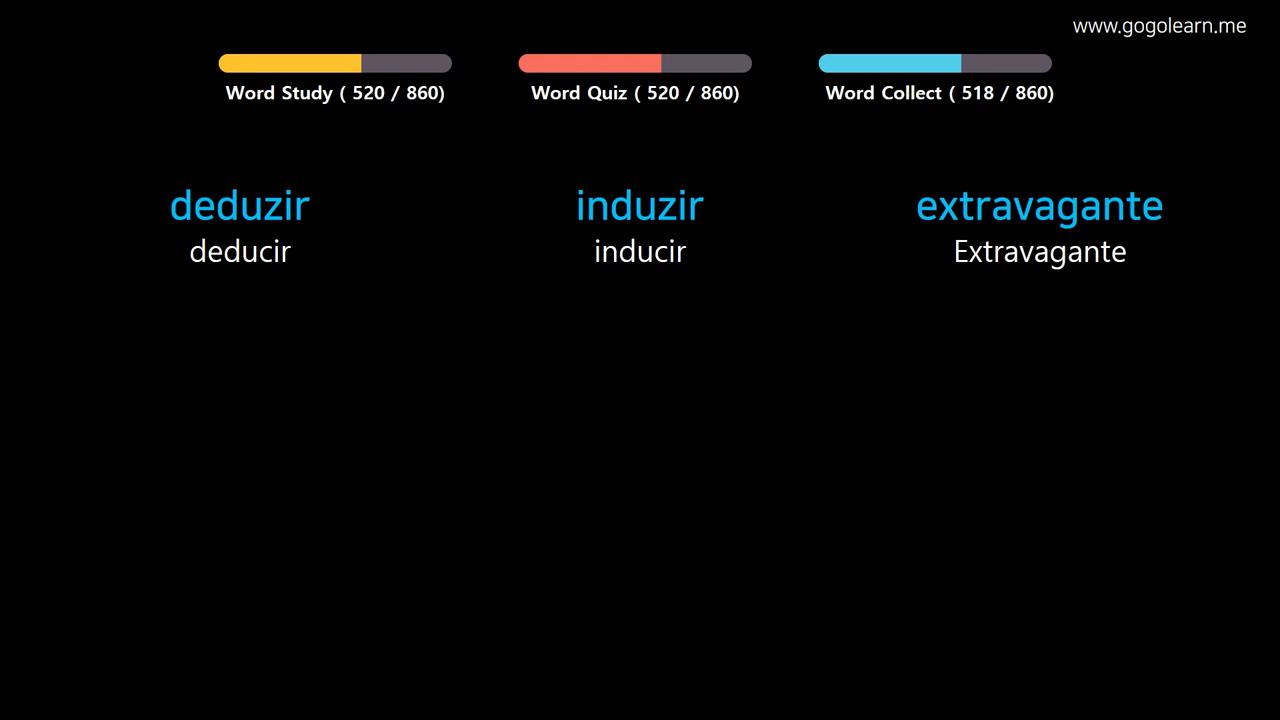 www.gogolearn.me
Word Study ( 520 / 860)
Word Quiz ( 520 / 860)
Word Collect ( 518 / 860)
deduzir
deducir
induzir
inducir
extravagante
Extravagante